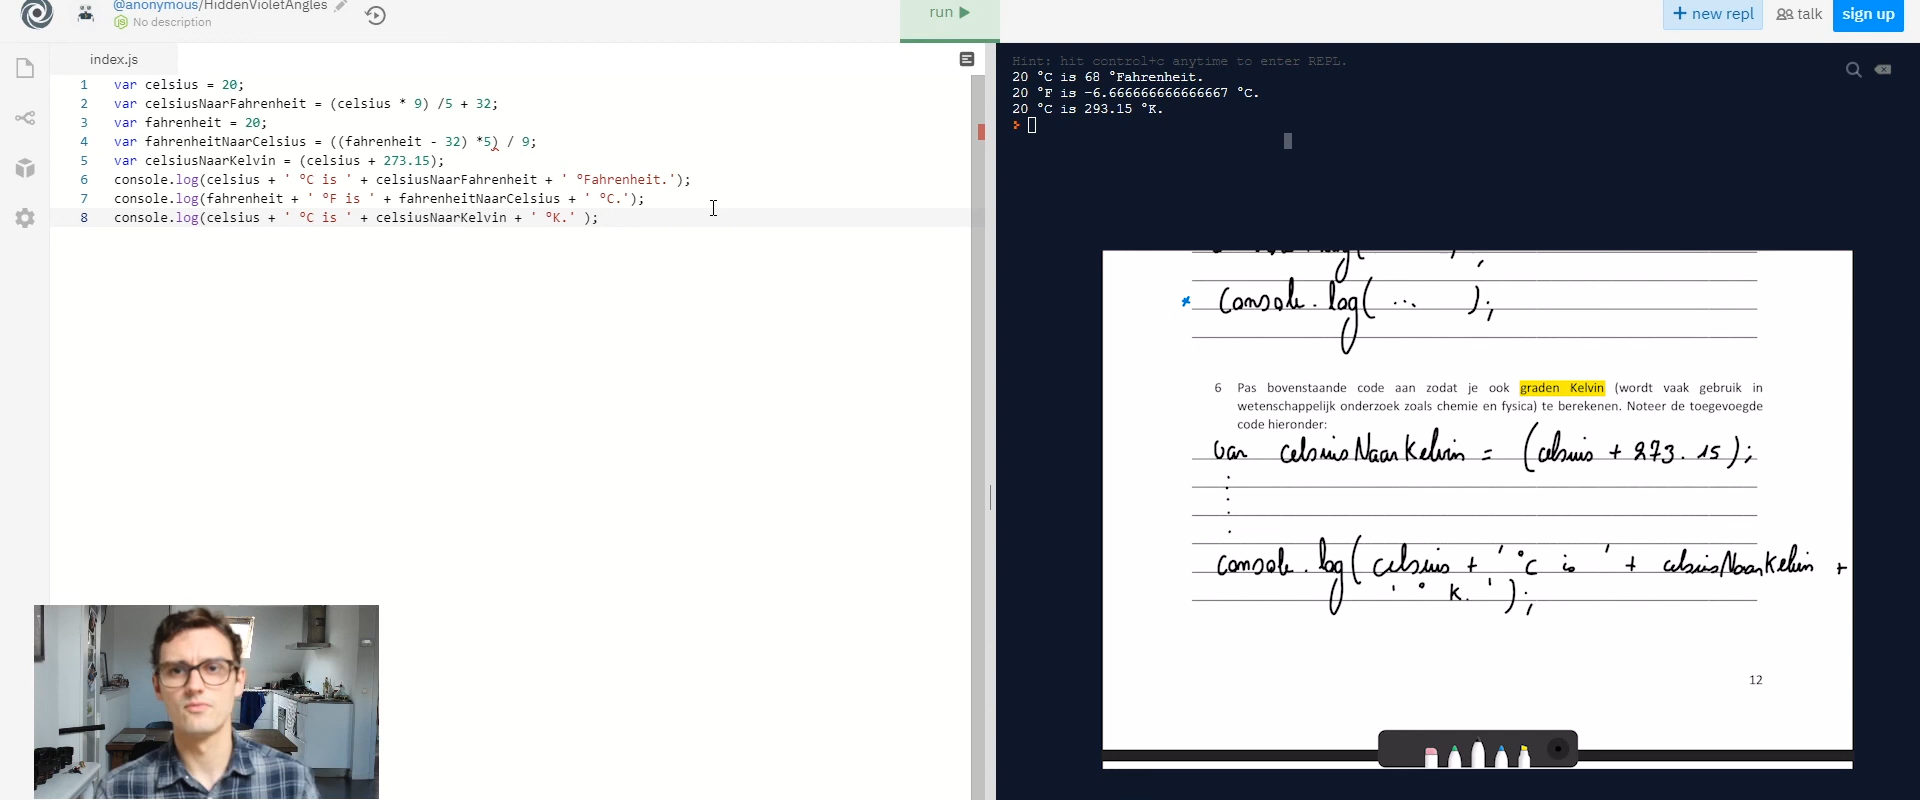 @anonymous/HiddenVioletAngles
No description
run
+ new repl
talk
sign up
index.js
1 var celsius = 20;
2 var celsiusNaarFahrenheit = (celsius * 9) /5 + 32;
3 var fahrenheit = 20;
4 var fahrenheitNaarCelsius = ((fahrenheit - 32) *5) / 9;
5 var celsiusNaarKelvin = (celsius + 273.15);
6 console.log(celsius + ' °C is ' + celsiusNaarFahrenheit + ' °Fahrenheit.');
7 console.log(fahrenheit + ' °F is ' + fahrenheitNaarCelsius + ' °C.');
8 console.log(celsius + ' °C is ' + celsiusNaarKelvin + ' °K.' );
Hint: hit control+c anytime to enter REPL.
20 °C is 68 °Fahrenheit.
20 °F is -6.666666666666667 °C.
20 °C is 293.15 °K.
* console.log( ... );
6 Pas bovenstaande code aan zodat je ook graden Kelvin (wordt vaak gebruik in
wetenschappelijk onderzoek zoals chemie en fysica) te berekenen. Noteer de toegevoegde
code hieronder:
var celsiusNaarKelvin = (celsius + 273.15);
console.log(celsius + ' °C is ' + celsiusNaarKelvin +
' ° K.');
12